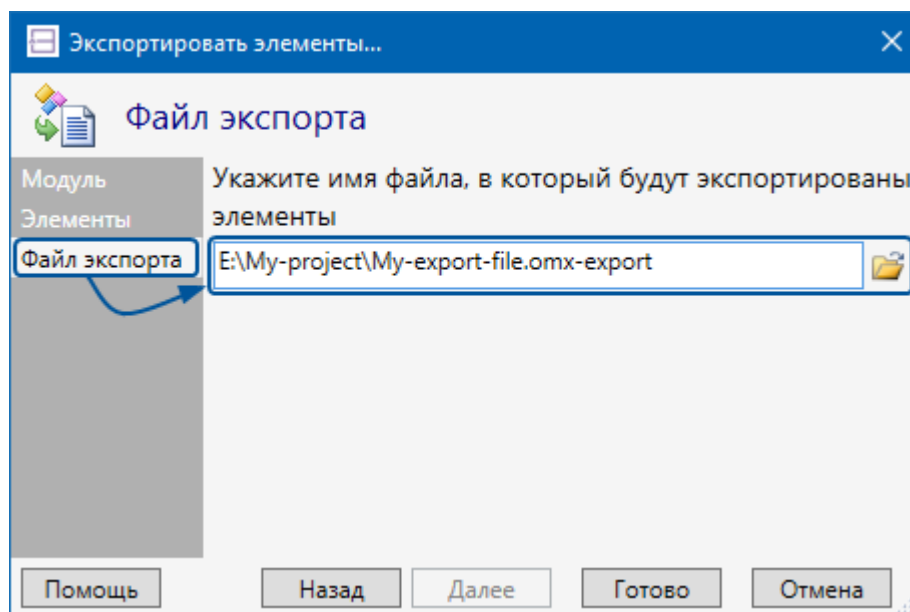 Экспортировать элементы...
Файл экспорта
Модуль
Элементы
Файл экспорта
Укажите имя файла, в который будут экспортированы
элементы
E:\My-project\My-export-file.omx-export
Помощь
Назад
Далее
Готово
Отмена